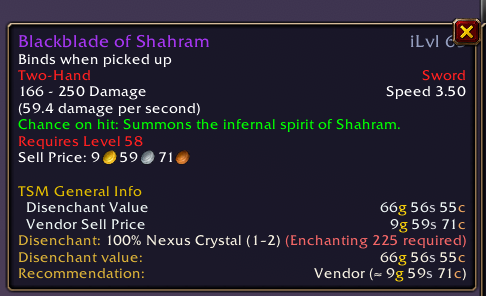 Blackblade of Shahram iLvl 6
Binds when picked up
Two-Hand Sword
166 - 250 Damage Speed 3.50
(59.4 damage per second)
Chance on hit: Summons the infernal spirit of Shahram.
Requires Level 58
Sell Price: 9 59 71
TSM General Info
Disenchant Value 66g 56s 55c
Vendor Sell Price 9g 59s 71c
Disenchant: 100% Nexus Crystal (1-2) (Enchanting 225 required)
Disenchant value: 66g 56s 55c
Recommendation: Vendor (≈ 9g 59s 71c)